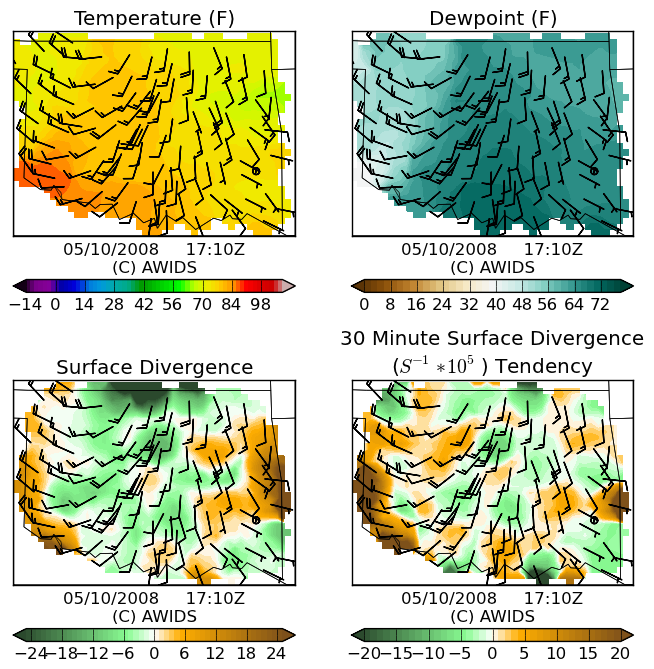 Temperature (F)
Dewpoint (F)
05/10/2008 17:10Z
(C) AWIDS
−14 0 14 28 42 56 70 84 98
05/10/2008 17:10Z
(C) AWIDS
0 8 16 24 32 40 48 56 64 72
Surface Divergence
30 Minute Surface Divergence
(S⁻¹ *10⁵ ) Tendency
05/10/2008 17:10Z
(C) AWIDS
−24−18−12 −6 0 6 12 18 24
05/10/2008 17:10Z
(C) AWIDS
−20−15−10 −5 0 5 10 15 20